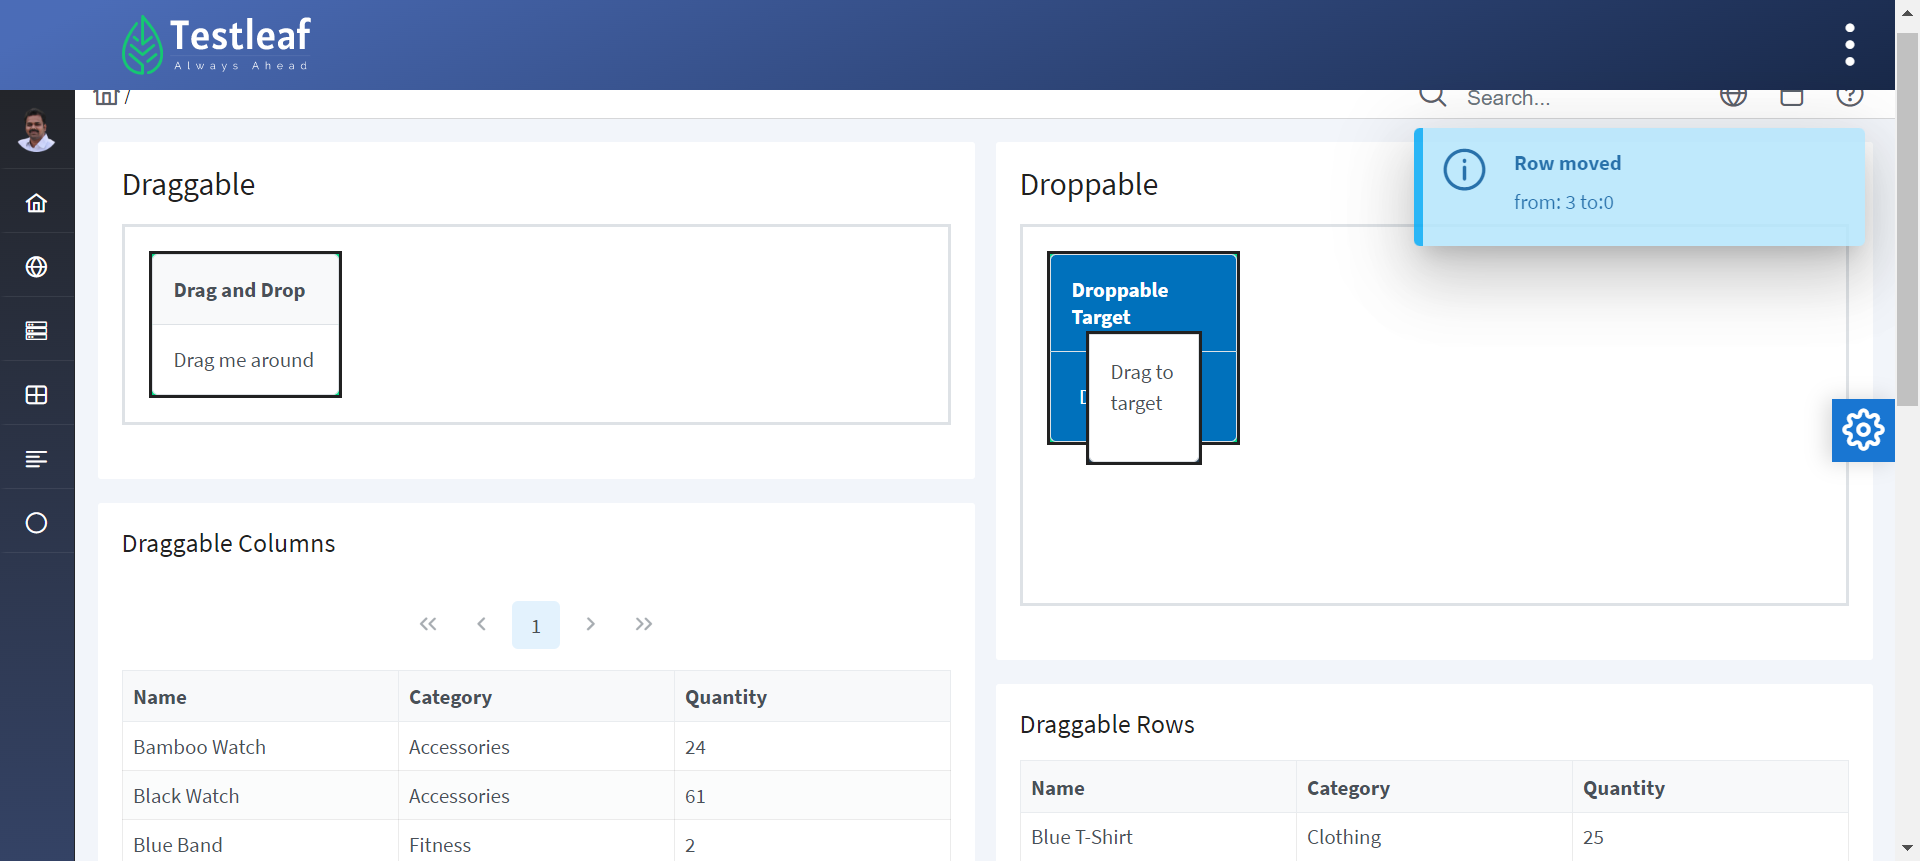 Testleaf
Always Ahead
/
Search...
Row moved
from: 3 to:0
Draggable
Drag and Drop
Drag me around
Droppable
Droppable
Target
Drag to
target
Draggable Columns
1
Name Category Quantity
Bamboo Watch Accessories 24
Black Watch Accessories 61
Blue Band Fitness 2
Draggable Rows
Name Category Quantity
Blue T-Shirt Clothing 25